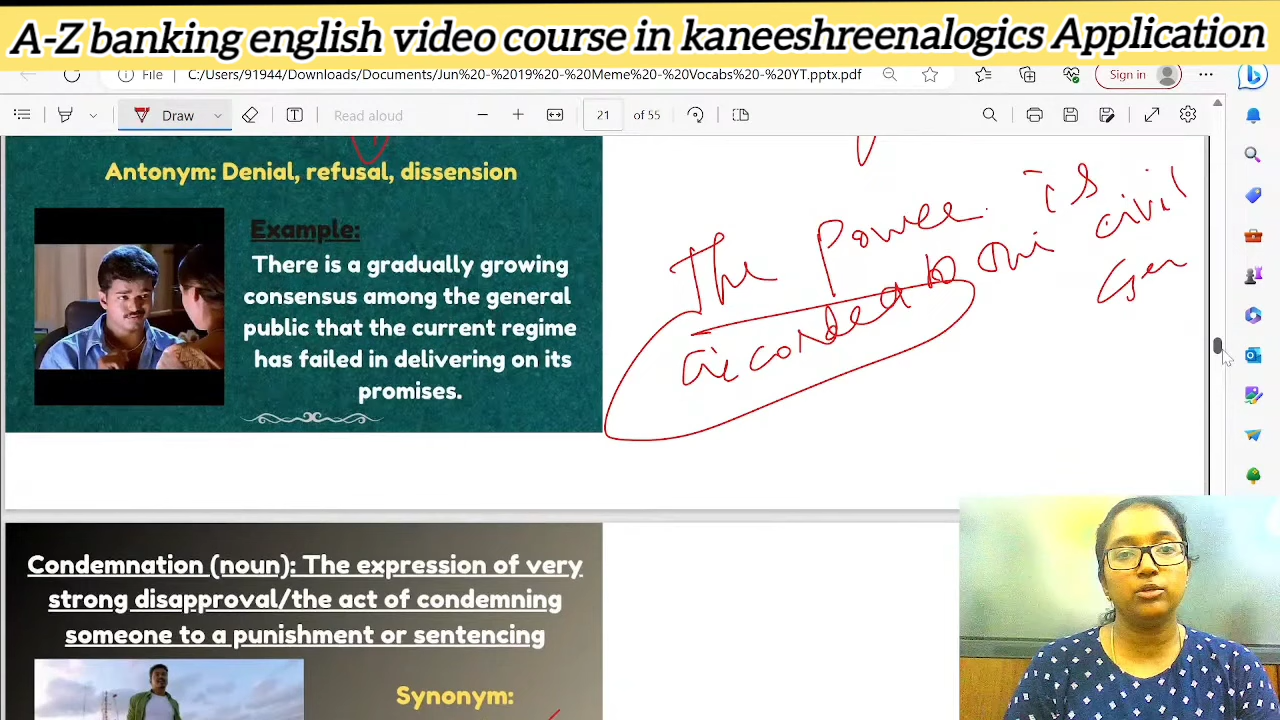 A-Z banking english video course in kaneeshreenalogics Application
File
C:/Users/91944/Downloads/Documents/Jun%20-%2019%20-%20Meme%20-%20Vocabs%20-%20YT.pptx.pdf
Sign in
Draw
Read aloud
21 of 55
Antonym: Denial, refusal, dissension
Example:
There is a gradually growing
consensus among the general
public that the current regime
has failed in delivering on its
promises.
The Power is
accorded to the civil
Condemnation (noun): The expression of very
strong disapproval/the act of condemning
someone to a punishment or sentencing
Synonym: